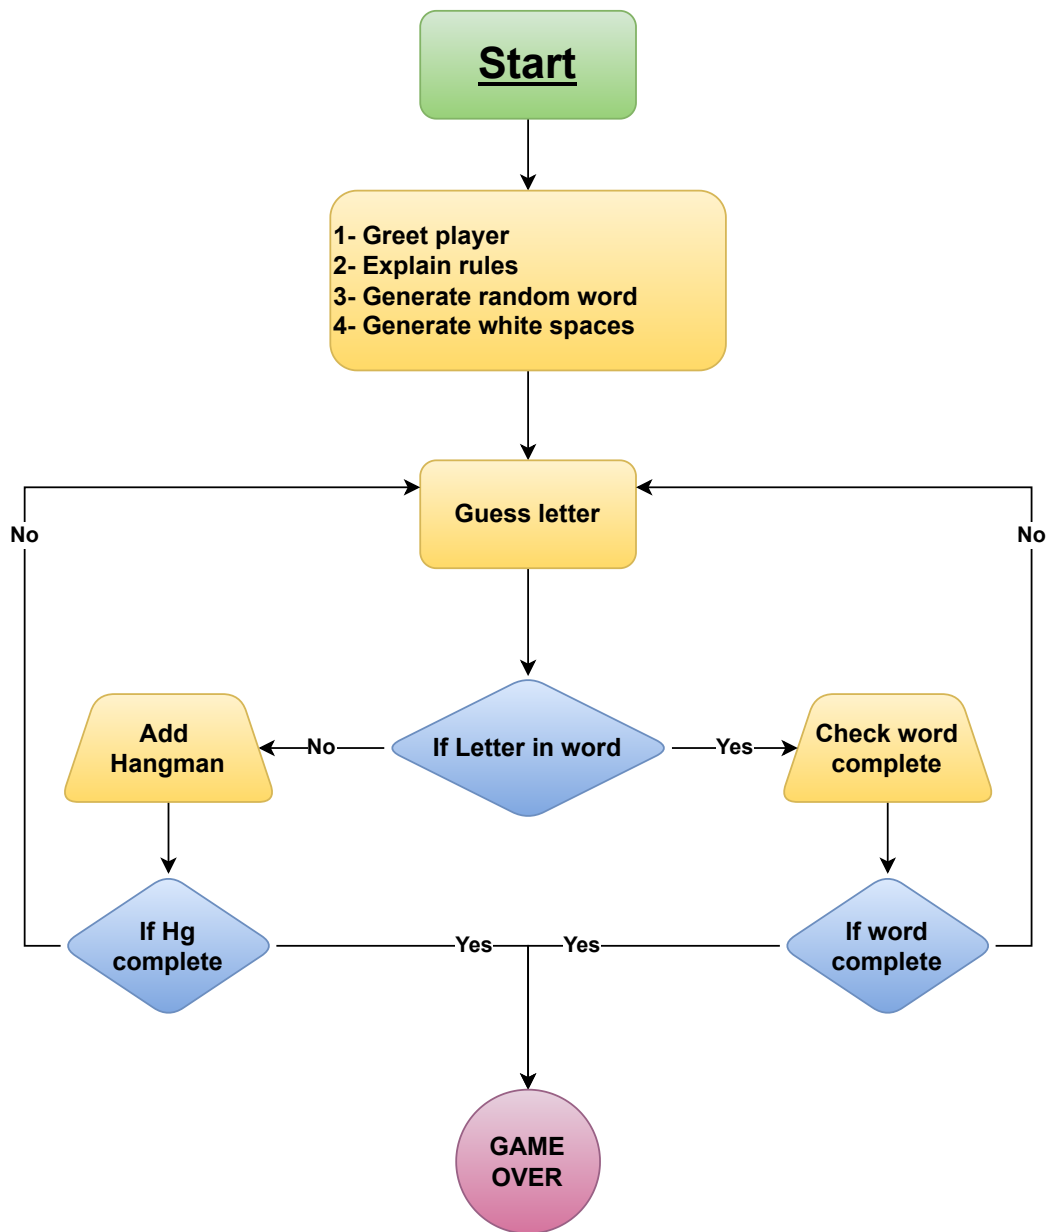 Start
1- Greet player
2- Explain rules
3- Generate random word
4- Generate white spaces
Guess letter
No
No
Add
Hangman
No
If Letter in word
Yes
Check word
complete
If Hg
complete
Yes
Yes
If word
complete
GAME
OVER